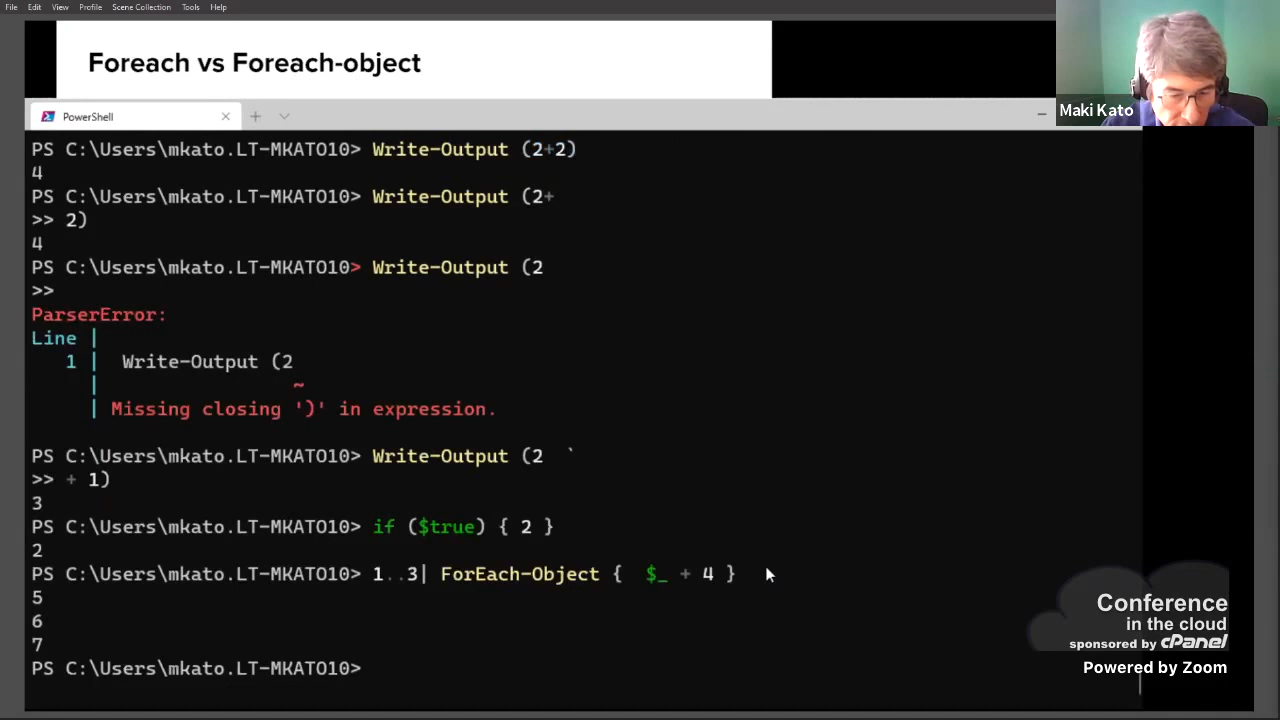 File Edit View Profile Scene Collection Tools Help
Foreach vs Foreach-object
Maki Kato
PowerShell
PS C:\Users\mkato.LT-MKATO10> Write-Output (2+2)
4
PS C:\Users\mkato.LT-MKATO10> Write-Output (2+
>> 2)
4
PS C:\Users\mkato.LT-MKATO10> Write-Output (2
>>
ParserError:
Line |
1 | Write-Output (2
| ~
| Missing closing ')' in expression.
PS C:\Users\mkato.LT-MKATO10> Write-Output (2 `
>> + 1)
3
PS C:\Users\mkato.LT-MKATO10> if ($true) { 2 }
2
PS C:\Users\mkato.LT-MKATO10> 1..3| ForEach-Object { $_ + 4 }
5
6
7
PS C:\Users\mkato.LT-MKATO10>
Conference
in the cloud
sponsored by cPanel
Powered by Zoom